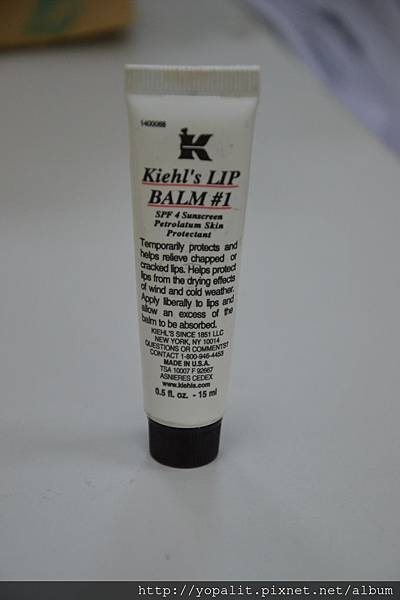 1400088
K
Kiehl's LIP
BALM #1
SPF 4 Sunscreen
Petrolatum Skin
Protectant
Temporarily protects and
helps relieve chapped or
cracked lips. Helps protect
lips from the drying effects
of wind and cold weather.
Apply liberally to lips and
allow an excess of the
balm to be absorbed.
KIEHL'S SINCE 1851 LLC
NEW YORK, NY 10014
QUESTIONS OR COMMENTS?
CONTACT 1-800-946-4453
MADE IN U.S.A.
TSA 10007 F 92667
ASNIERES CEDEX
www.kiehls.com
0.5 fl. oz. - 15 ml
http://yopalit.pixnet.net/album